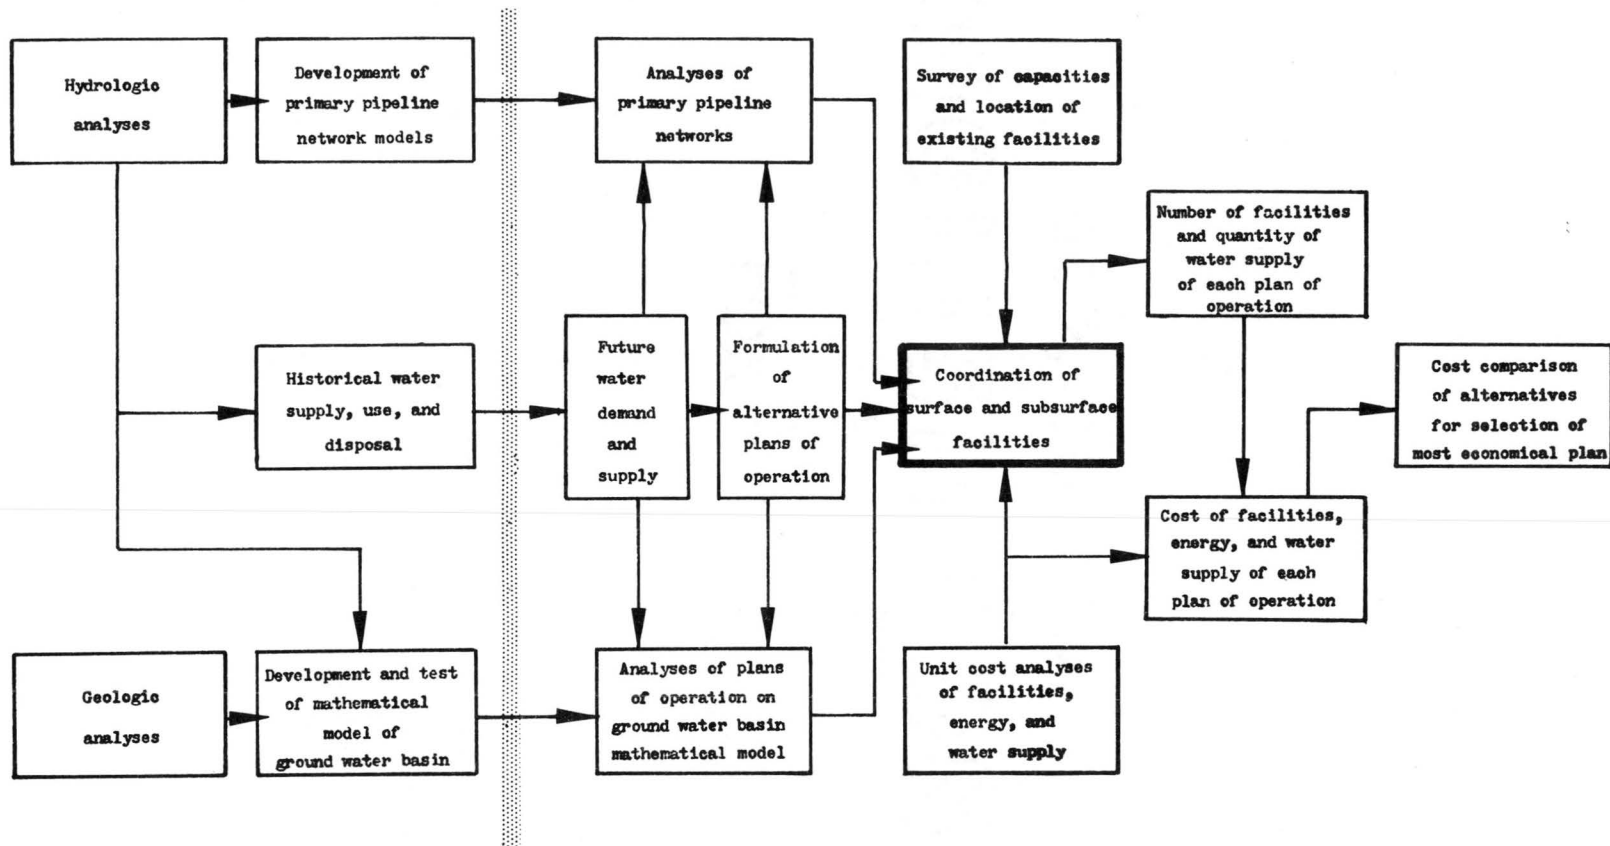 Hydrologic
analyses
Development of
primary pipeline
network models
Analyses of
primary pipeline
networks
Survey of capacities
and location of
existing facilities
Number of facilities
and quantity of
water supply
of each plan of
operation
Historical water
supply, use, and
disposal
Future
water
demand
and
supply
Formulation
of
alternative
plans of
operation
Coordination of
surface and subsurface
facilities
Cost comparison
of alternatives
for selection of
most economical plan
Cost of facilities,
energy, and water
supply of each
plan of operation
Geologic
analyses
Development and test
of mathematical
model of
ground water basin
Analyses of plans
of operation on
ground water basin
mathematical model
Unit cost analyses
of facilities,
energy, and
water supply